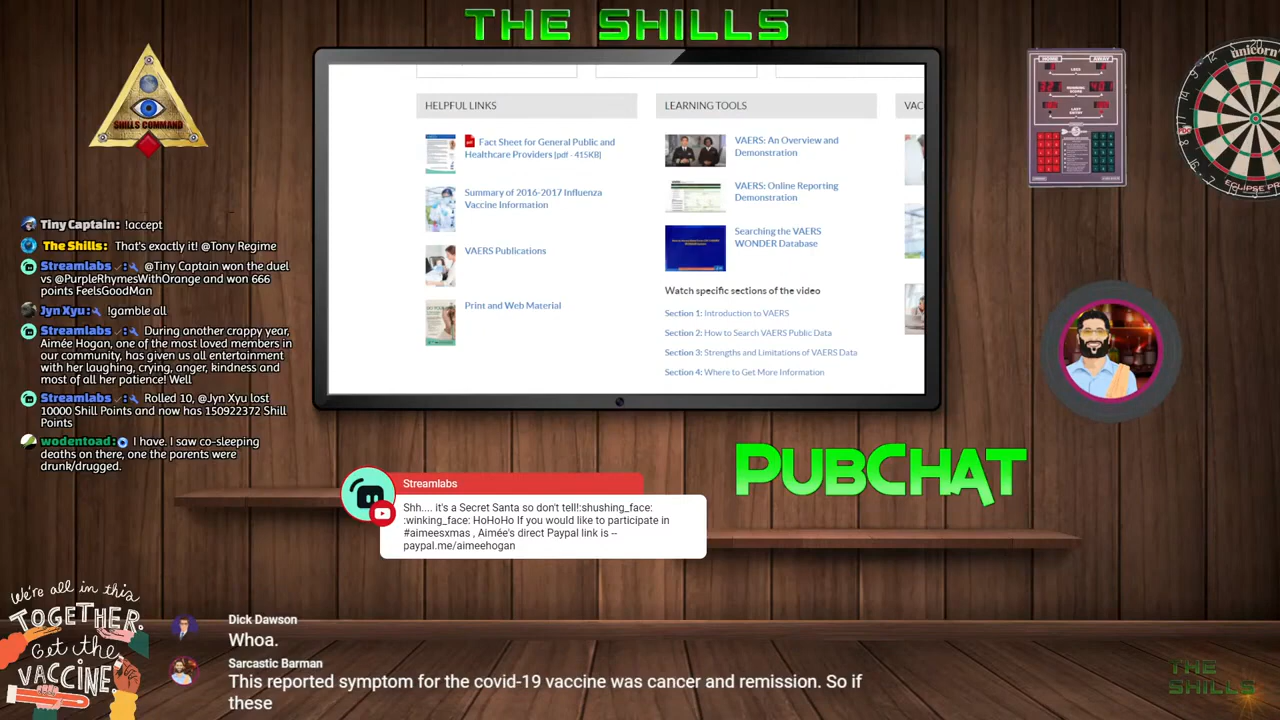 THE SHILLS
SHILLS COMMAND
HELPFUL LINKS
Fact Sheet for General Public and
Healthcare Providers [pdf - 415KB]
Summary of 2016-2017 Influenza
Vaccine Information
VAERS Publications
Print and Web Material
LEARNING TOOLS
VAERS: An Overview and
Demonstration
VAERS: Online Reporting
Demonstration
Searching the VAERS
WONDER Database
Watch specific sections of the video
Section 1: Introduction to VAERS
Section 2: How to Search VAERS Public Data
Section 3: Strengths and Limitations of VAERS Data
Section 4: Where to Get More Information
VAC
HOME
AWAY
unicorn
ECLIPSE
Tiny Captain: !accept
The Shills: That's exactly it! @Tony Regime
Streamlabs: @Tiny Captain won the duel
vs @PurpleRhymesWithOrange and won 666
points FeelsGoodMan
Jyn Xyu: !gamble all
Streamlabs: During another crappy year,
Aimée Hogan, one of the most loved members in
our community, has given us all entertainment
with her laughing, crying, anger, kindness and
most of all her patience! Well
Streamlabs: Rolled 10, @Jyn Xyu lost
10000 Shill Points and now has 150922372 Shill
Points
wodentoad: I have. I saw co-sleeping
deaths on there, one the parents were
drunk/drugged.
PUBCHAT
Streamlabs
Shh.... it's a Secret Santa so don't tell!:shushing_face:
:winking_face: HoHoHo If you would like to participate in
#aimeesxmas , Aimée's direct Paypal link is --
paypal.me/aimeehogan
We're all in this
TOGETHER.
Get the
VACCINE!
Dick Dawson
Whoa.
Sarcastic Barman
This reported symptom for the covid-19 vaccine was cancer and remission. So if
these
THE
SHILLS